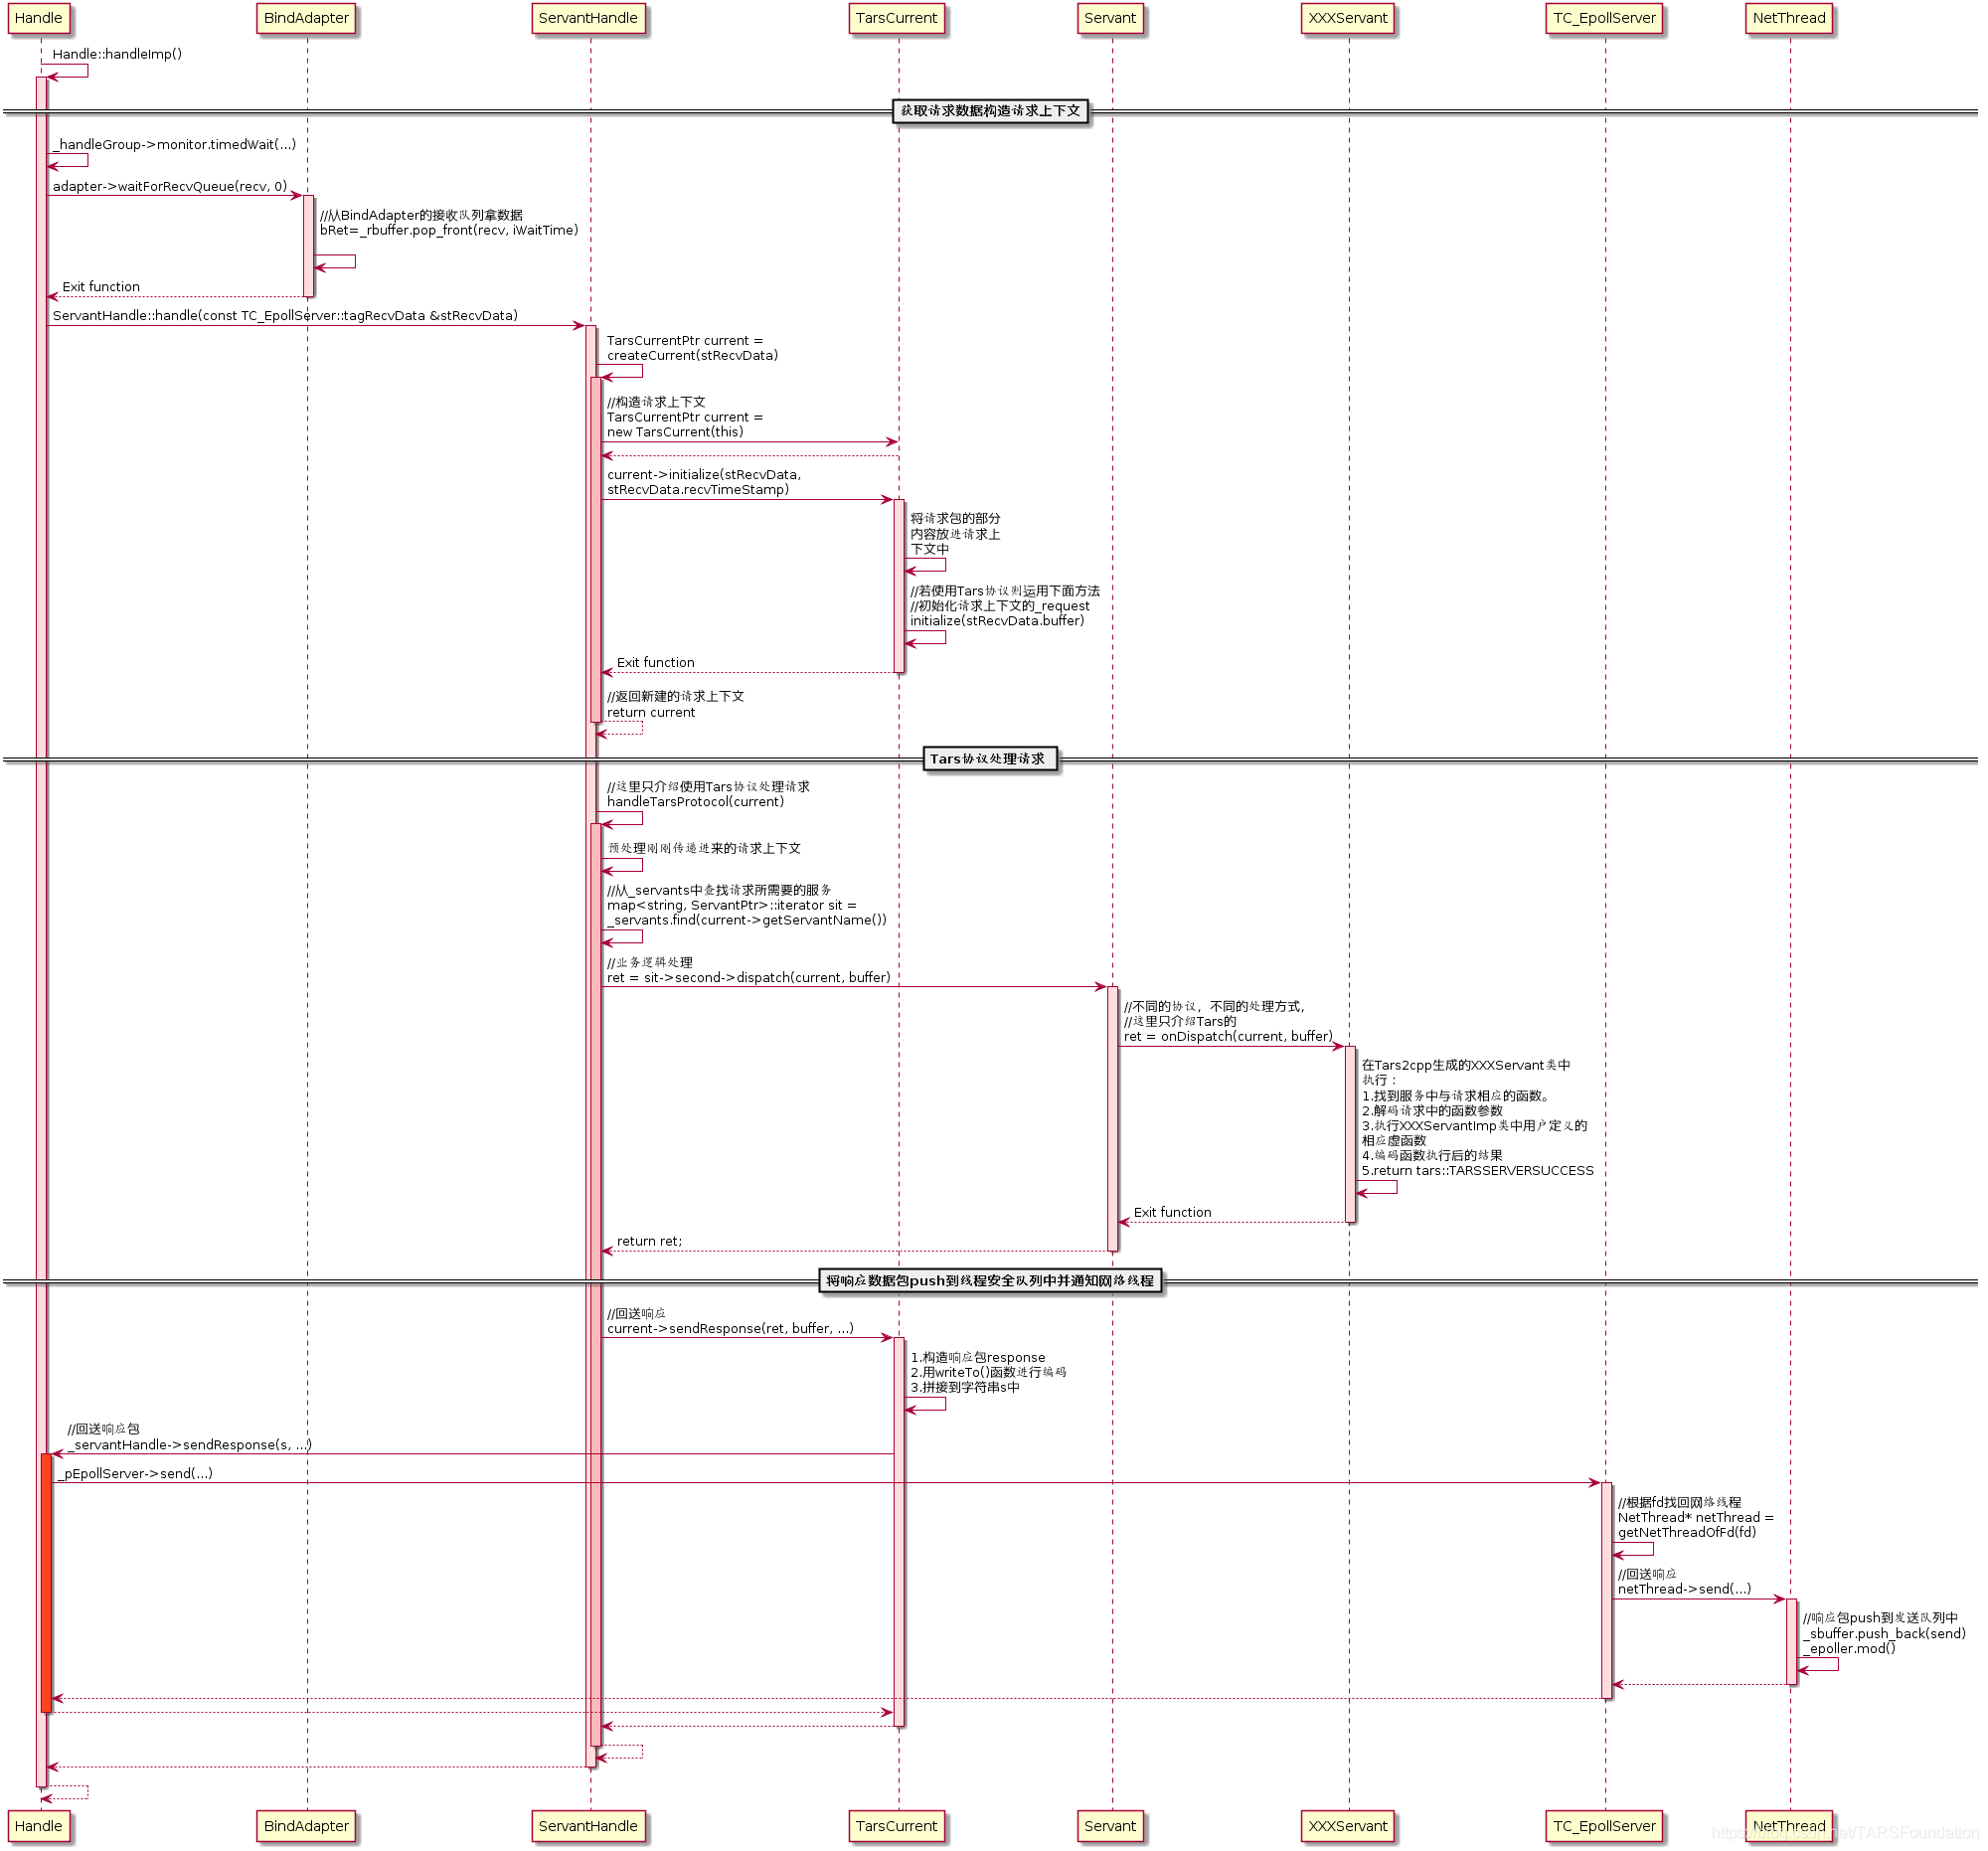 Handle
BindAdapter
ServantHandle
TarsCurrent
Servant
XXXServant
TC_EpollServer
NetThread
Handle::handleImp()
获取请求数据构造请求上下文
_handleGroup->monitor.timedWait(...)
adapter->waitForRecvQueue(recv, 0)
//从BindAdapter的接收队列拿数据
bRet=_rbuffer.pop_front(recv, iWaitTime)
Exit function
ServantHandle::handle(const TC_EpollServer::tagRecvData &stRecvData)
TarsCurrentPtr current =
createCurrent(stRecvData)
//构造请求上下文
TarsCurrentPtr current =
new TarsCurrent(this)
current->initialize(stRecvData,
stRecvData.recvTimeStamp)
将请求包的部分
内容放进请求上
下文中
//若使用Tars协议则运用下面方法
//初始化请求上下文的_request
initialize(stRecvData.buffer)
Exit function
//返回新建的请求上下文
return current
Tars协议处理请求
//这里只介绍使用Tars协议处理请求
handleTarsProtocol(current)
预处理刚刚传递进来的请求上下文
//从_servants中查找请求所需要的服务
map<string, ServantPtr>::iterator sit =
_servants.find(current->getServantName())
//业务逻辑处理
ret = sit->second->dispatch(current, buffer)
//不同的协议，不同的处理方式，
//这里只介绍Tars的
ret = onDispatch(current, buffer)
在Tars2cpp生成的XXXServant类中
执行：
1.找到服务中与请求相应的函数。
2.解码请求中的函数参数
3.执行XXXServantImp类中用户定义的
相应虚函数
4.编码函数执行后的结果
5.return tars::TARSSERVERSUCCESS
Exit function
return ret;
将响应数据包push到线程安全队列中并通知网络线程
//回送响应
current->sendResponse(ret, buffer, ...)
1.构造响应包response
2.用writeTo()函数进行编码
3.拼接到字符串s中
//回送响应包
_servantHandle->sendResponse(s, ...)
_pEpollServer->send(...)
//根据fd找回网络线程
NetThread* netThread =
getNetThreadOfFd(fd)
//回送响应
netThread->send(...)
//响应包push到发送队列中
_sbuffer.push_back(send)
_epoller.mod()
Handle
BindAdapter
ServantHandle
TarsCurrent
Servant
XXXServant
TC_EpollServer
NetThread
https://blog.csdn.net/TARSFoundation